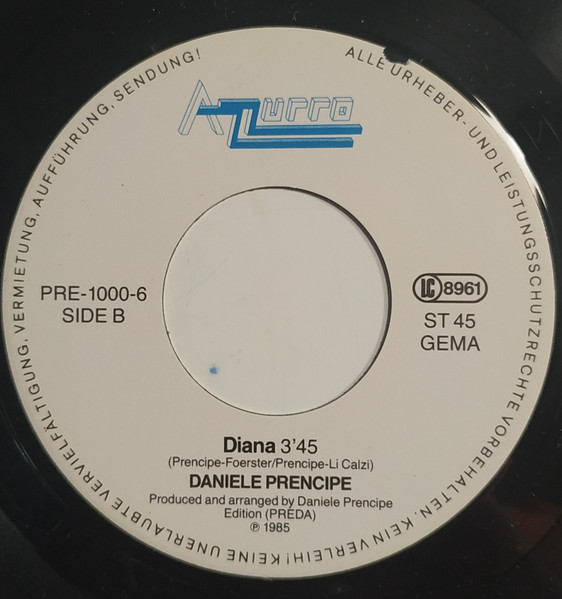 ALLE URHEBER- UND LEISTUNGSSCHUTZRECHTE VORBEHALTEN. KEIN VERLEIH! KEINE UNERLAUBTE VERVIELFÄLTIGUNG, VERMIETUNG, AUFFÜHRUNG, SENDUNG!
Azzurro
PRE-1000-6
SIDE B
LC 8961
ST 45
GEMA
Diana 3'45
(Prencipe-Foerster/Prencipe-Li Calzi)
DANIELE PRENCIPE
Produced and arranged by Daniele Prencipe
Edition (PREDA)
℗ 1985